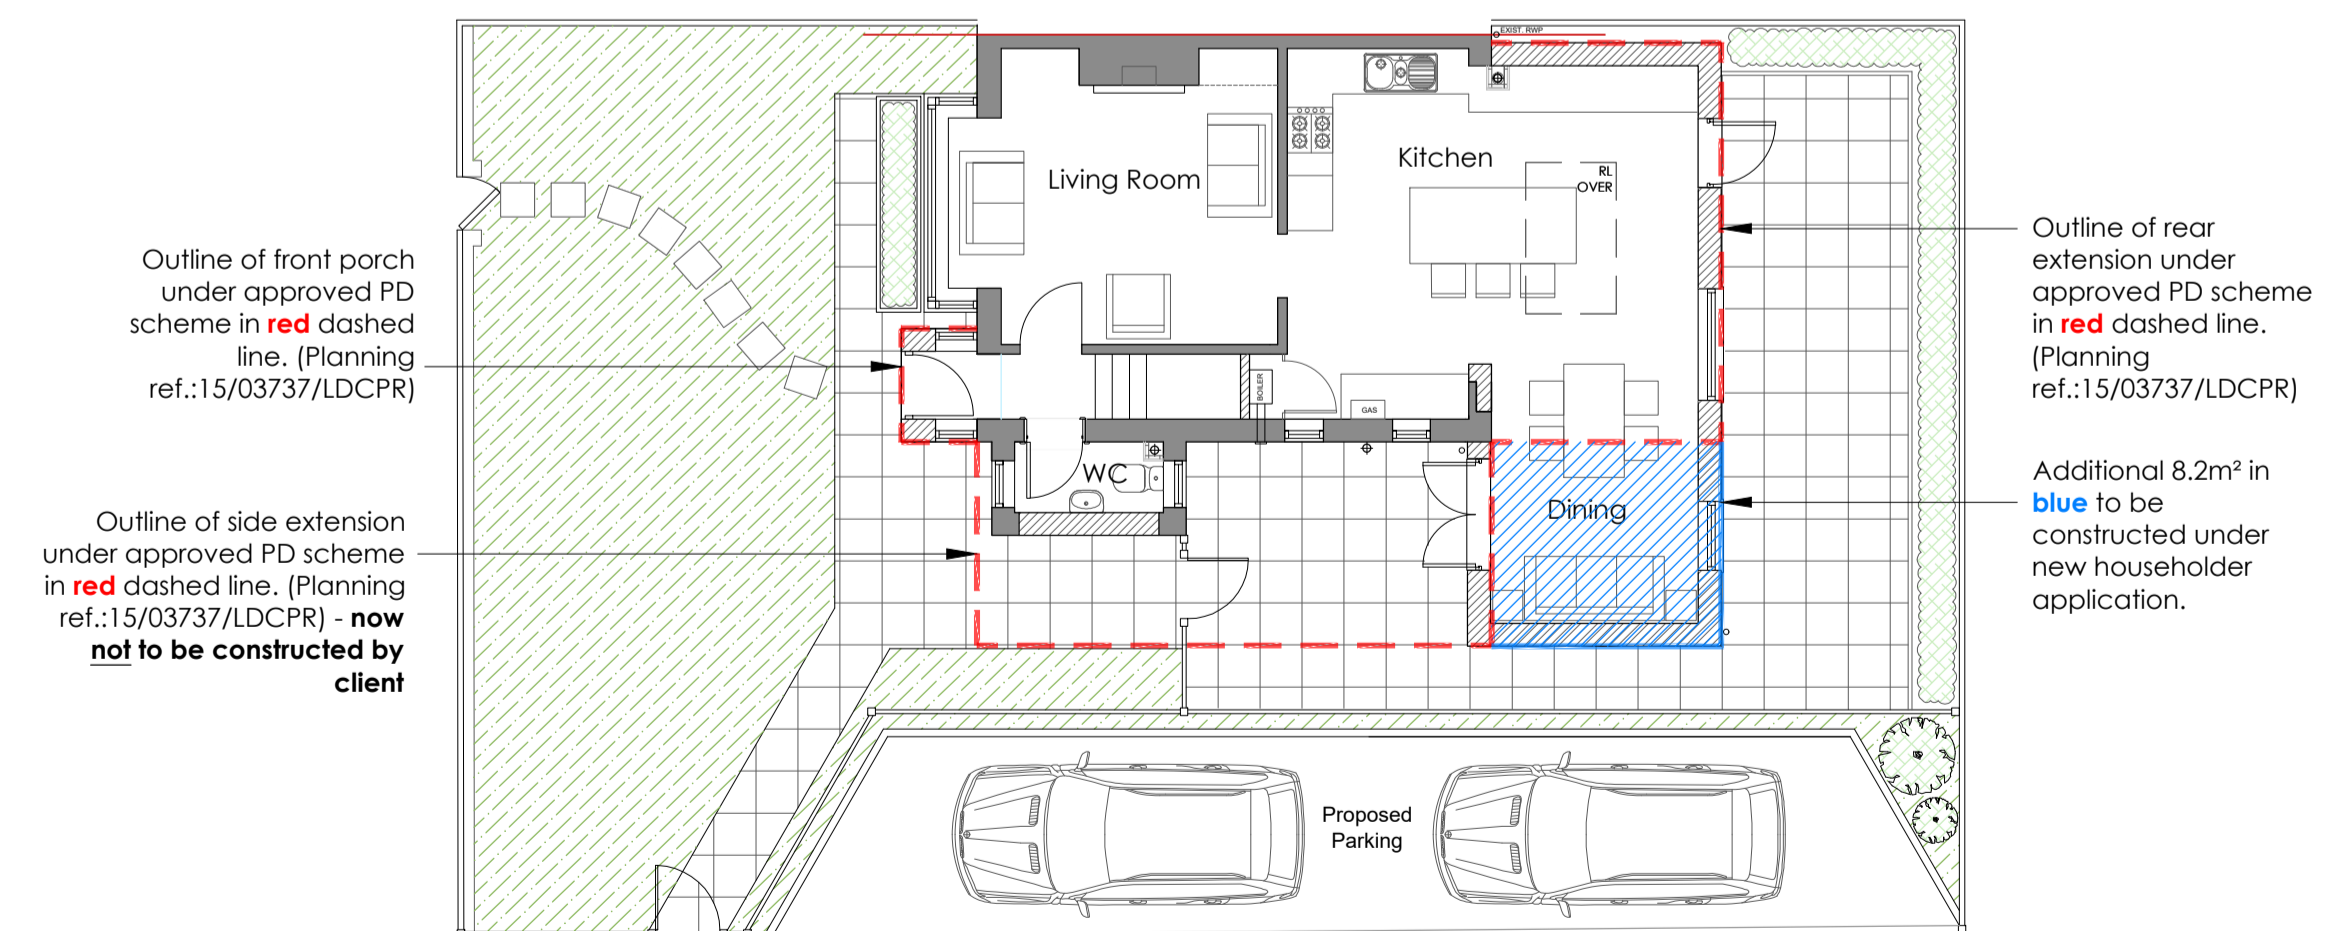 Outline of front porch
under approved PD
scheme in red dashed
line. (Planning
ref.:15/03737/LDCPR)
Outline of side extension
under approved PD scheme
in red dashed line. (Planning
ref.:15/03737/LDCPR) - now
not to be constructed by
client
Living Room
Kitchen
EXIST. RWP
RL
OVER
BOILER
GAS
WC
Dining
Proposed
Parking
Outline of rear
extension under
approved PD scheme
in red dashed line.
(Planning
ref.:15/03737/LDCPR)
Additional 8.2m² in
blue to be
constructed under
new householder
application.